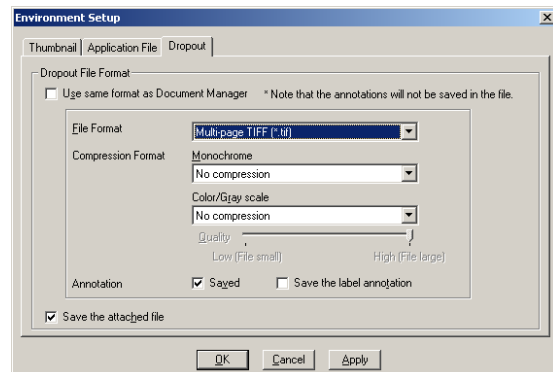 Environment Setup
Thumbnail Application File Dropout
Dropout File Format
Use same format as Document Manager * Note that the annotations will not be saved in the file.
File Format Multi-page TIFF (*.tif)
Compression Format Monochrome
No compression
Color/Gray scale
No compression
Quality
Low (File small) High (File large)
Annotation Saved Save the label annotation
Save the attached file
OK Cancel Apply